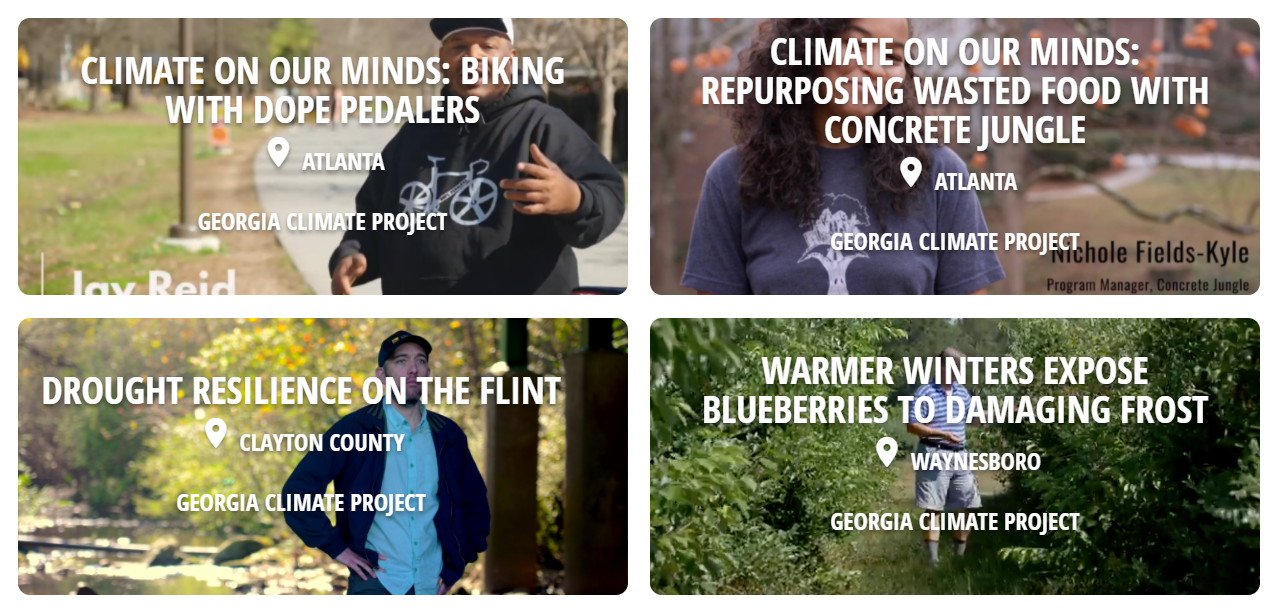 CLIMATE ON OUR MINDS: BIKING
WITH DOPE PEDALERS
ATLANTA
GEORGIA CLIMATE PROJECT
Jay Reid
CLIMATE ON OUR MINDS:
REPURPOSING WASTED FOOD WITH
CONCRETE JUNGLE
ATLANTA
GEORGIA CLIMATE PROJECT
Nichole Fields-Kyle
Program Manager, Concrete Jungle
DROUGHT RESILIENCE ON THE FLINT
CLAYTON COUNTY
GEORGIA CLIMATE PROJECT
WARMER WINTERS EXPOSE
BLUEBERRIES TO DAMAGING FROST
WAYNESBORO
GEORGIA CLIMATE PROJECT